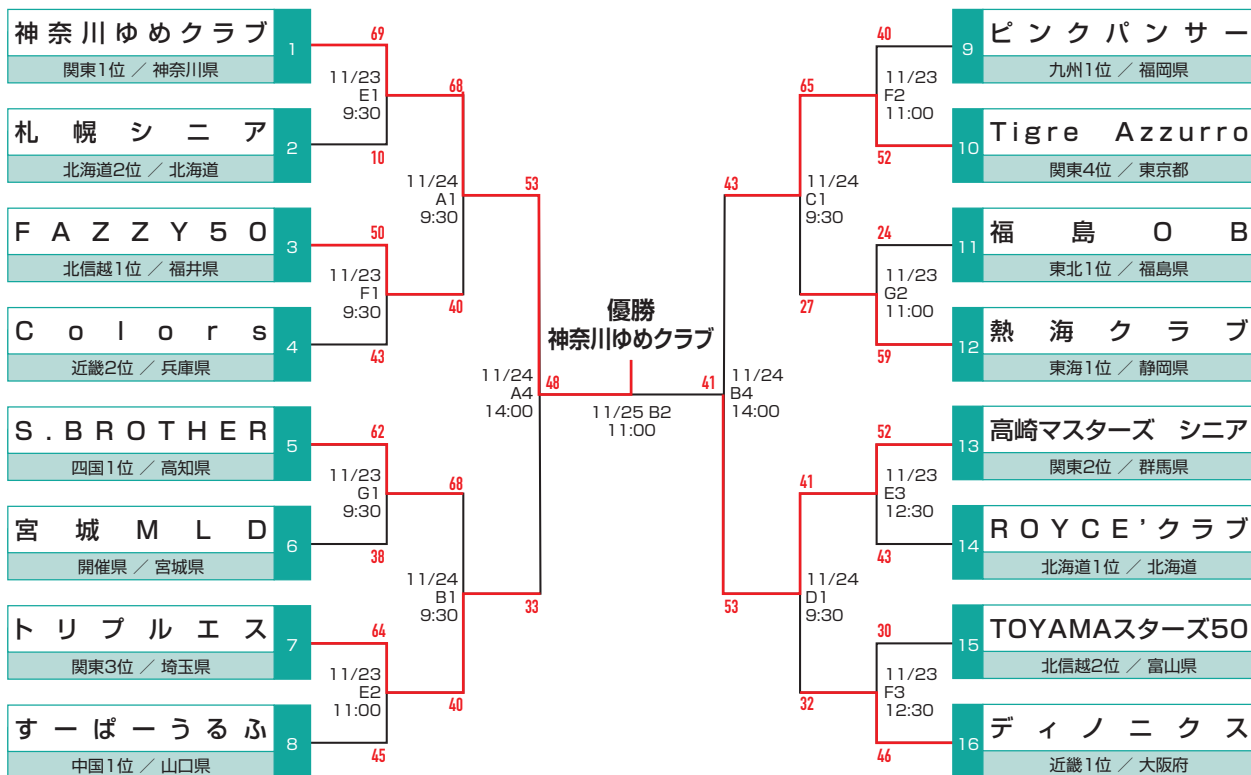 神奈川ゆめクラブ
関東1位 ／ 神奈川県
1
札幌シニア
北海道2位 ／ 北海道
2
FAZZY50
北信越1位 ／ 福井県
3
Colors
近畿2位 ／ 兵庫県
4
S.BROTHER
四国1位 ／ 高知県
5
宮城MLD
開催県 ／ 宮城県
6
トリプルエス
関東3位 ／ 埼玉県
7
すーぱーうるふ
中国1位 ／ 山口県
8
69
11/23
E1
9:30
10
50
11/23
F1
9:30
43
62
11/23
G1
9:30
38
64
11/23
E2
11:00
45
68
11/24
A1
9:30
40
68
11/24
B1
9:30
40
53
11/24
A4
14:00
33
優勝
神奈川ゆめクラブ
48
41
11/25 B2
11:00
43
11/24
B4
14:00
53
65
11/24
C1
9:30
27
41
11/24
D1
9:30
32
40
11/23
F2
11:00
52
24
11/23
G2
11:00
59
52
11/23
E3
12:30
43
30
11/23
F3
12:30
46
9
ピンクパンサー
九州1位 ／ 福岡県
10
Tigre Azzurro
関東4位 ／ 東京都
11
福島OB
東北1位 ／ 福島県
12
熱海クラブ
東海1位 ／ 静岡県
13
高崎マスターズ シニア
関東2位 ／ 群馬県
14
ROYCE'クラブ
北海道1位 ／ 北海道
15
TOYAMAスターズ50
北信越2位 ／ 富山県
16
ディノニクス
近畿1位 ／ 大阪府